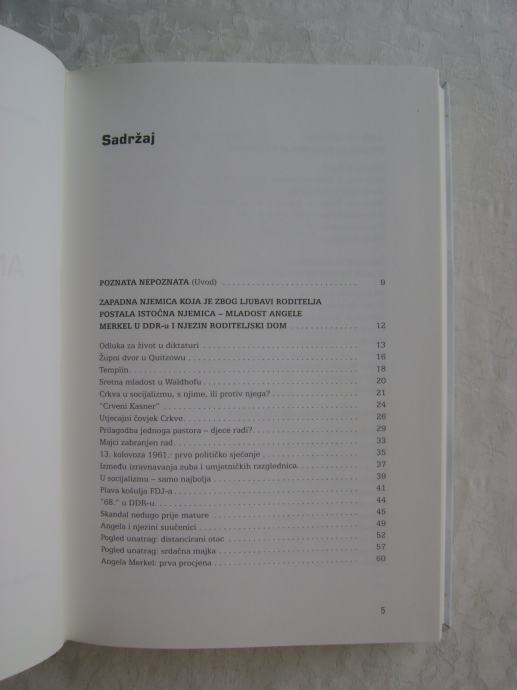 Sadržaj
POZNATA NEPOZNATA (Uvod) 9
ZAPADNA NJEMICA KOJA JE ZBOG LJUBAVI RODITELJA
POSTALA ISTOČNA NJEMICA – MLADOST ANGELE
MERKEL U DDR-u I NJEZIN RODITELJSKI DOM 12
Odluka za život u diktaturi 13
Župni dvor u Quitzowu 16
Templin 18
Sretna mladost u Waldhofu 20
Crkva u socijalizmu, s njime, ili protiv njega? 21
"Crveni Kasner" 24
Utjecajni čovjek Crkve 26
Prilagodba jednoga pastora – djece radi? 29
Majci zabranjen rad 33
13. kolovoza 1961.: prvo političko sjećanje 35
Između izravnavanja zuba i umjetničkih razglednica 37
U socijalizmu – samo najbolja 39
Plava košulja FDJ-a 41
"68." u DDR-u 44
Skandal nedugo prije mature 45
Angela i njezini suučenici 49
Pogled unatrag: distancirani otac 52
Pogled unatrag: srdačna majka 57
Angela Merkel: prva procjena 60
5